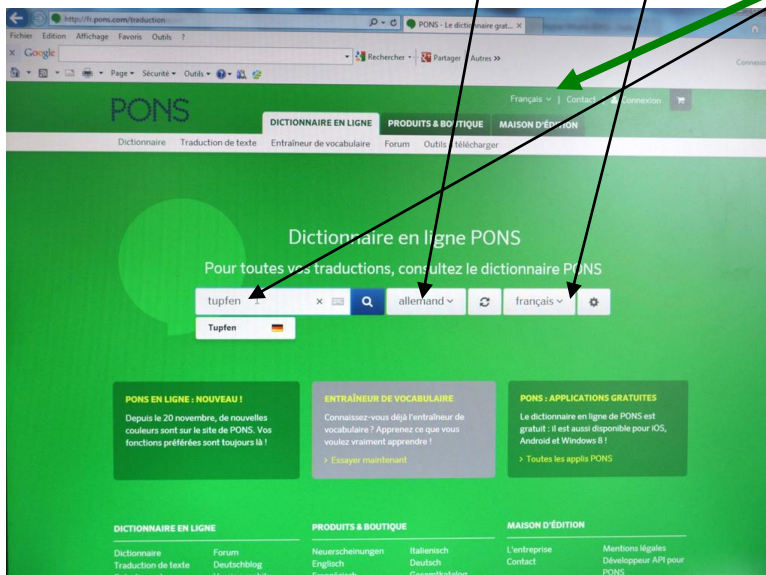 http://fr.pons.com/traduction
PONS - Le dictionnaire grat... ×
Fichier Edition Affichage Favoris Outils ?
x Google
Rechercher
Partager
Autres >>
Connexio
Page Sécurité Outils
PONS
Français | Contact | Connexion
DICTIONNAIRE EN LIGNE PRODUITS & BOUTIQUE MAISON D'ÉDITION
Dictionnaire Traduction de texte Entraîneur de vocabulaire Forum Outils à télécharger
Dictionnaire en ligne PONS
Pour toutes vos traductions, consultez le dictionnaire PONS
tupfen × allemand français
Tupfen
PONS EN LIGNE : NOUVEAU !
Depuis le 20 novembre, de nouvelles
couleurs sont sur le site de PONS. Vos
fonctions préférées sont toujours là !
ENTRAÎNEUR DE VOCABULAIRE
Connaissez-vous déjà l'entraîneur de
vocabulaire ? Apprenez ce que vous
voulez vraiment apprendre !
> Essayer maintenant
PONS : APPLICATIONS GRATUITES
Le dictionnaire en ligne de PONS est
gratuit : il est aussi disponible pour iOS,
Android et Windows 8 !
> Toutes les applis PONS
DICTIONNAIRE EN LIGNE
Dictionnaire Forum
Traduction de texte Deutschblog
PRODUITS & BOUTIQUE
Neuerscheinungen Italienisch
Englisch Deutsch
Französisch Gesamtkatalog
MAISON D'ÉDITION
L'entreprise Mentions légales
Contact Développeur API pour
PONS